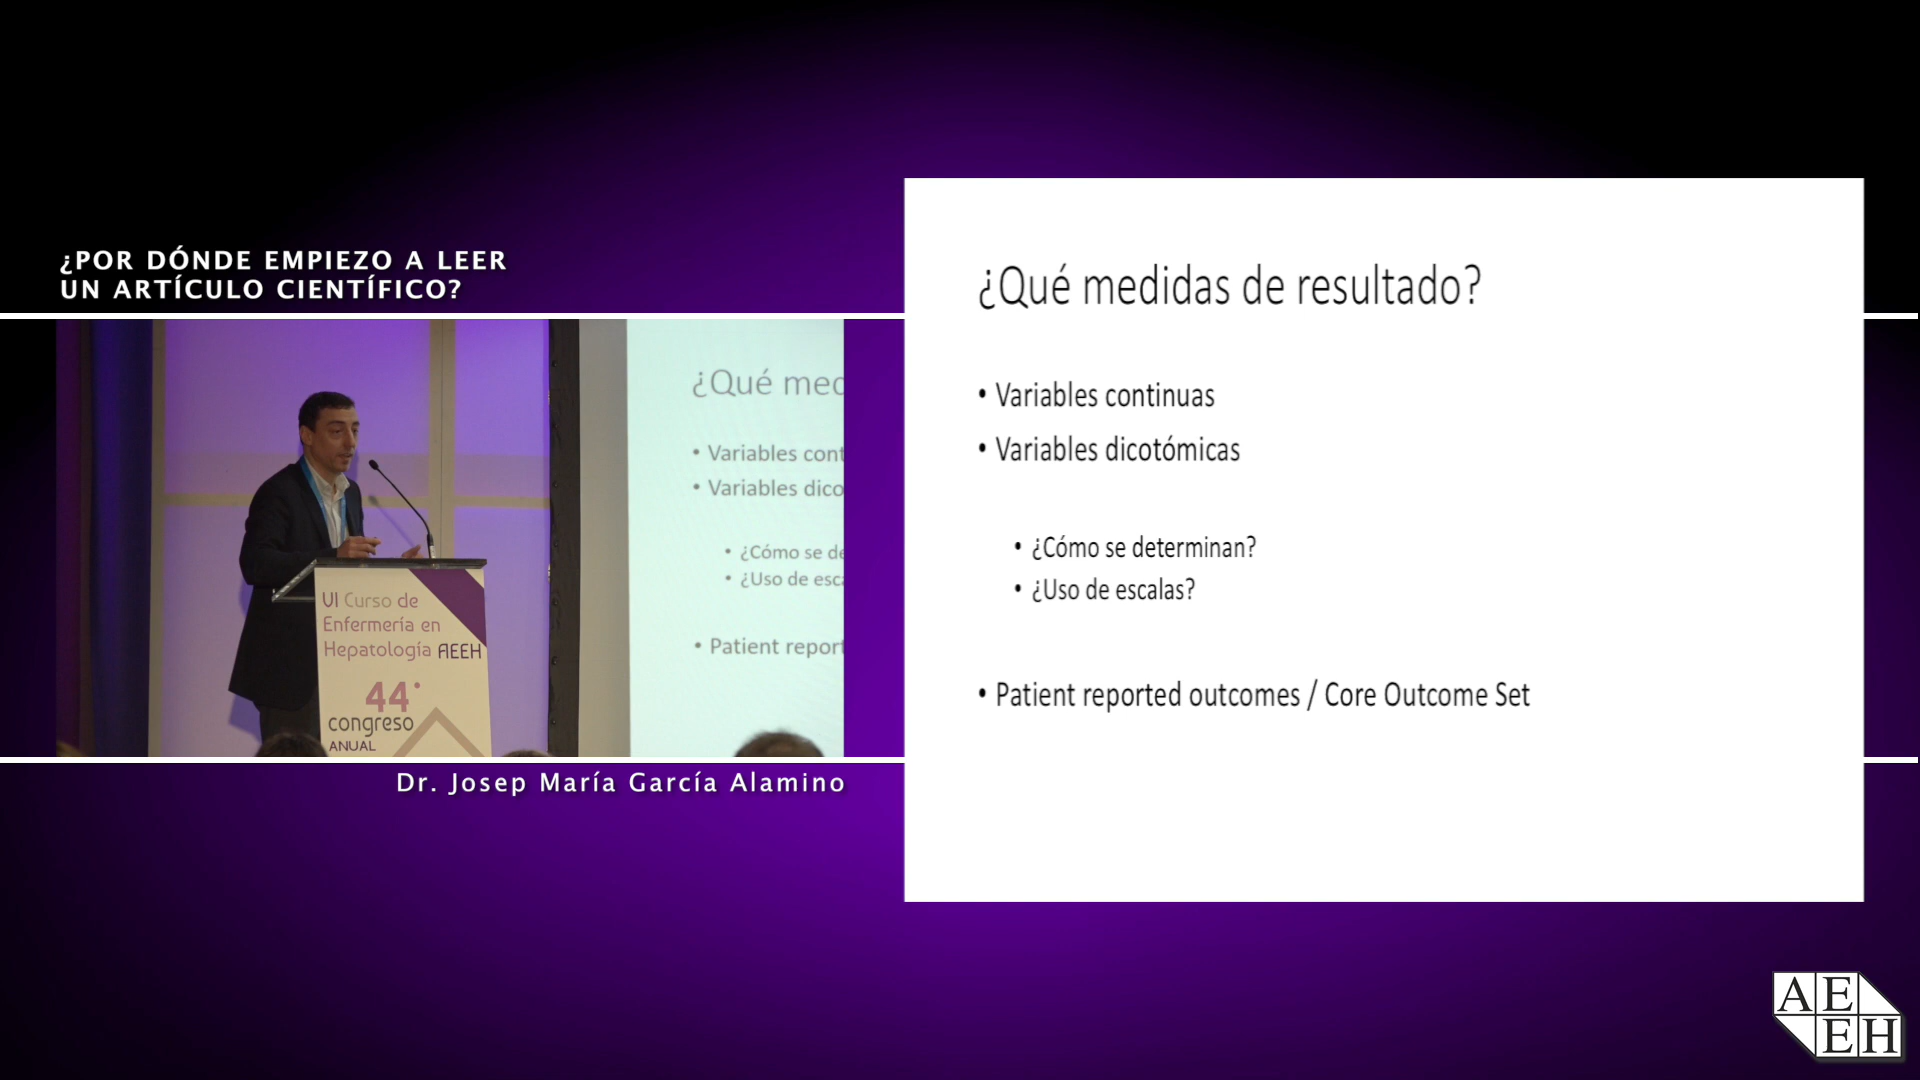 ¿POR DÓNDE EMPIEZO A LEER
UN ARTÍCULO CIENTÍFICO?
¿Qué med
• Variables cont
• Variables dico
• ¿Cómo se de
• ¿Uso de esca
• Patient report
VI Curso de
Enfermería en
Hepatología AEEH
44°
congreso
ANUAL
Dr. Josep María García Alamino
¿Qué medidas de resultado?
• Variables continuas
• Variables dicotómicas
• ¿Cómo se determinan?
• ¿Uso de escalas?
• Patient reported outcomes / Core Outcome Set
AE
EH